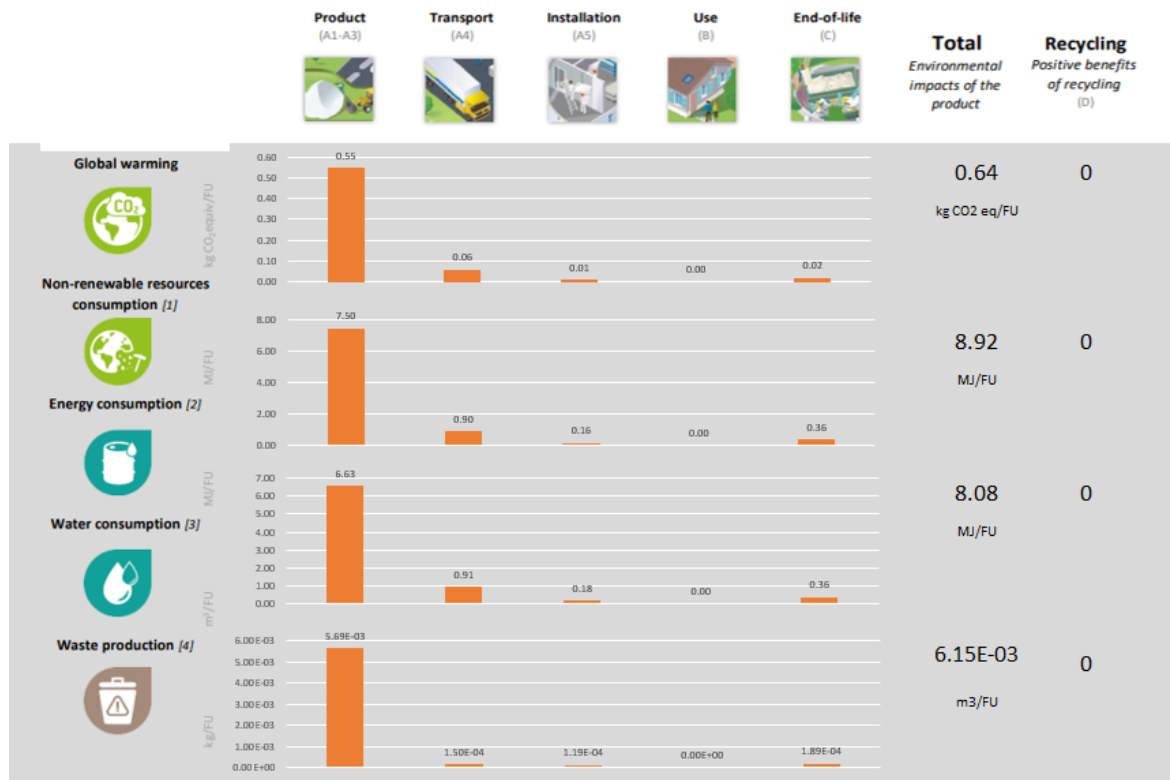 Product
(A1-A3)
Transport
(A4)
Installation
(A5)
Use
(B)
End-of-life
(C)
Total
Environmental
impacts of the
product
Recycling
Positive benefits
of recycling
(D)
Global warming
CO₂
kg CO₂equiv/FU
0.60
0.50
0.40
0.30
0.20
0.10
0.00
0.55
0.06
0.01
0.00
0.02
0.64
kg CO2 eq/FU
0
Non-renewable resources
consumption [1]
MJ/FU
8.00
6.00
4.00
2.00
0.00
7.50
0.90
0.16
0.00
0.36
8.92
MJ/FU
0
Energy consumption [2]
MJ/FU
7.00
6.00
5.00
4.00
3.00
2.00
1.00
0.00
6.63
0.91
0.18
0.00
0.36
8.08
MJ/FU
0
Water consumption [3]
m³/FU
6.00E-03
5.00E-03
4.00E-03
3.00E-03
2.00E-03
1.00E-03
0.00E+00
5.69E-03
1.50E-04
1.19E-04
0.00E+00
1.89E-04
6.15E-03
m3/FU
0
Waste production [4]
kg/FU